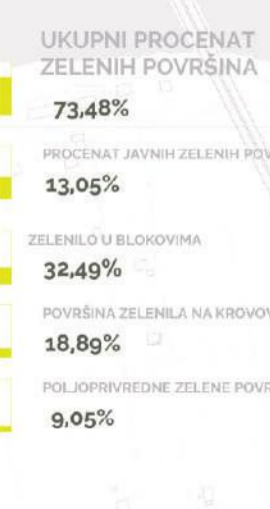 UKUPNI PROCENAT
ZELENIH POVRŠINA
73,48%
PROCENAT JAVNIH ZELENIH
13,05%
ZELENILO U BLOKOVIMA
32,49%
POVRŠINA ZELENILA NA
18,89%
POLJOPRIVREDNE ZELENE
9,05%